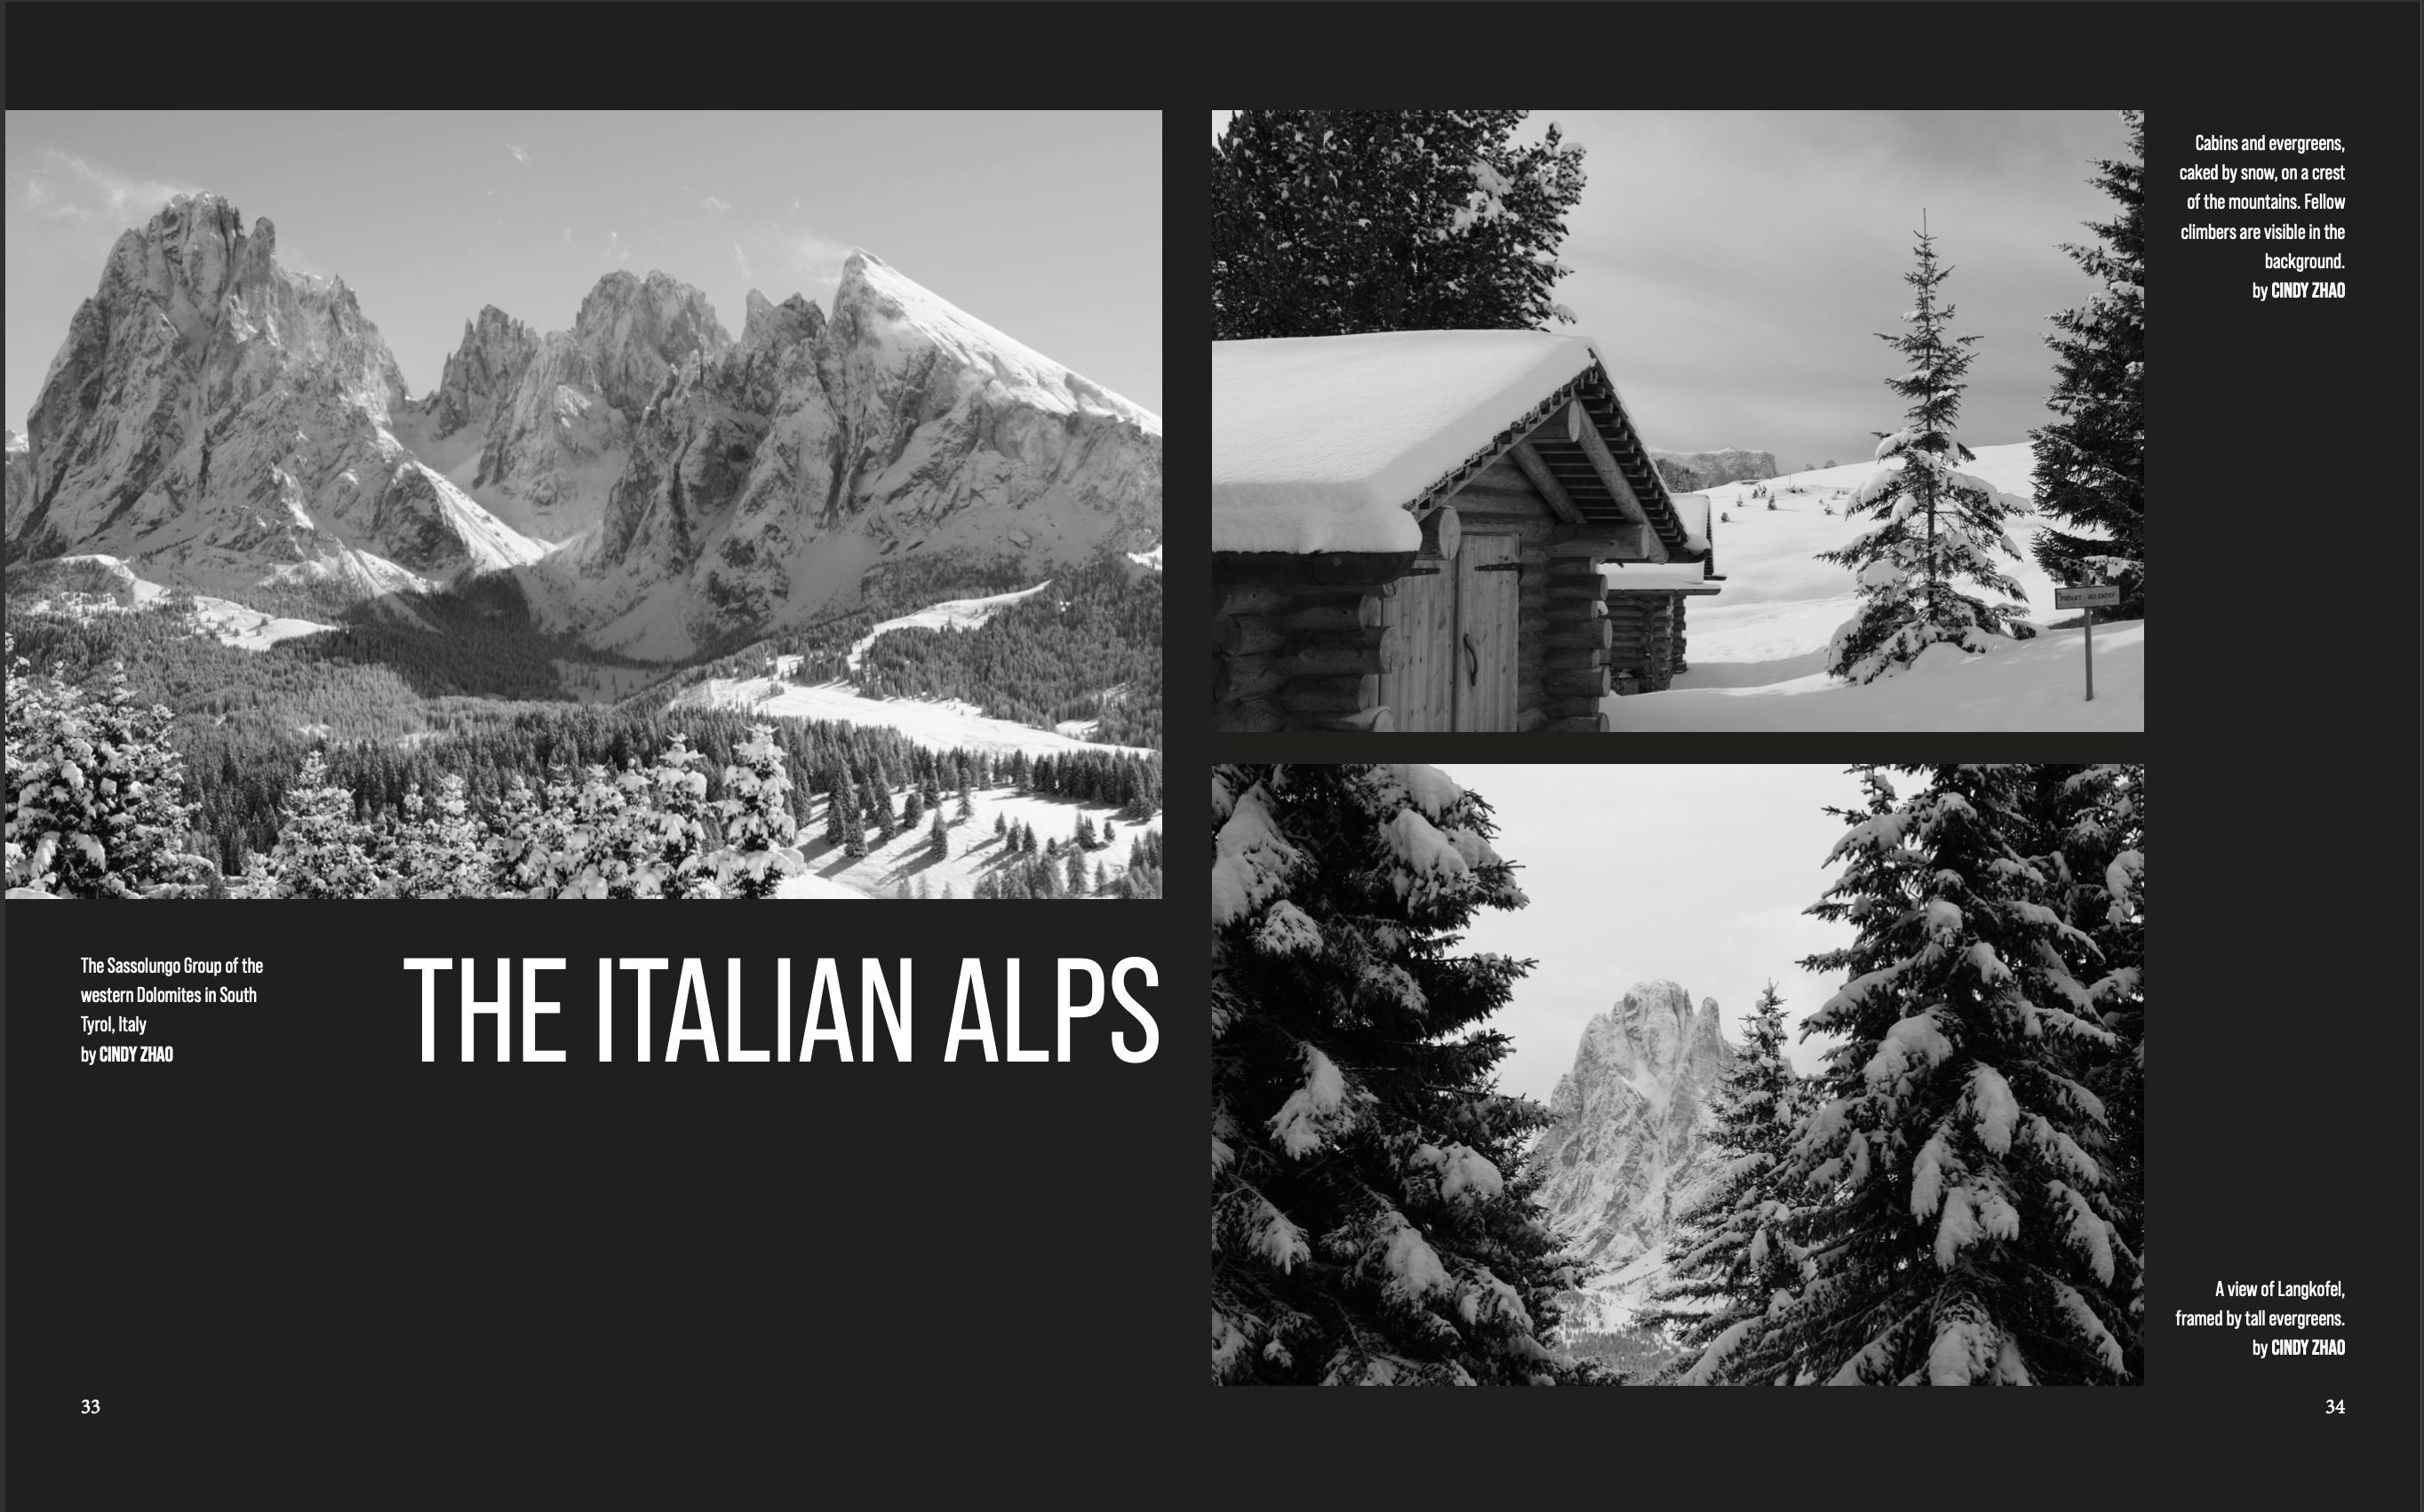 The Sassolungo Group of the
western Dolomites in South
Tyrol, Italy
by CINDY ZHAO
THE ITALIAN ALPS
33
Cabins and evergreens,
caked by snow, on a crest
of the mountains. Fellow
climbers are visible in the
background.
by CINDY ZHAO
PRIVAT - NO ENTRY
A view of Langkofel,
framed by tall evergreens.
by CINDY ZHAO
34